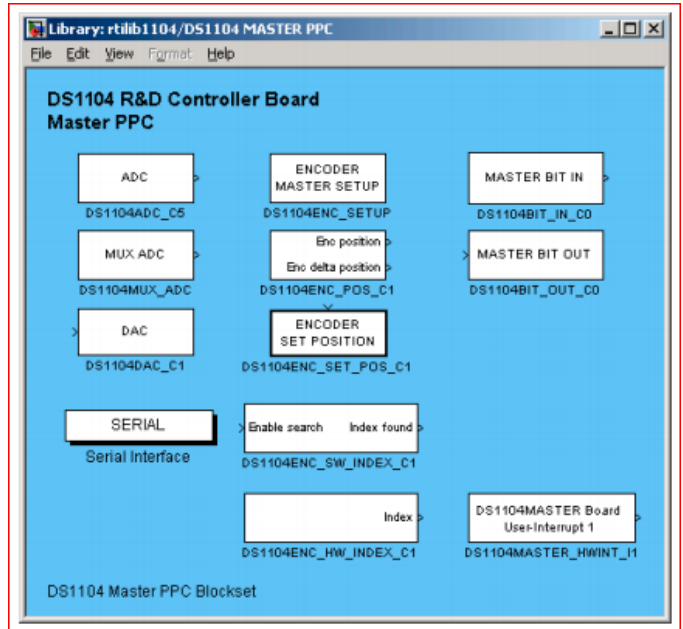 Library: rtilib1104/DS1104 MASTER PPC
File Edit View Format Help
DS1104 R&D Controller Board
Master PPC
ADC
DS1104ADC_C5
ENCODER
MASTER SETUP
DS1104ENC_SETUP
MASTER BIT IN
DS1104BIT_IN_C0
MUX ADC
DS1104MUX_ADC
Enc position
Enc delta position
DS1104ENC_POS_C1
MASTER BIT OUT
DS1104BIT_OUT_C0
DAC
DS1104DAC_C1
ENCODER
SET POSITION
DS1104ENC_SET_POS_C1
SERIAL
Serial Interface
Enable search Index found
DS1104ENC_SW_INDEX_C1
Index
DS1104ENC_HW_INDEX_C1
DS1104MASTER Board
User-Interrupt 1
DS1104MASTER_HWINT_I1
DS1104 Master PPC Blockset